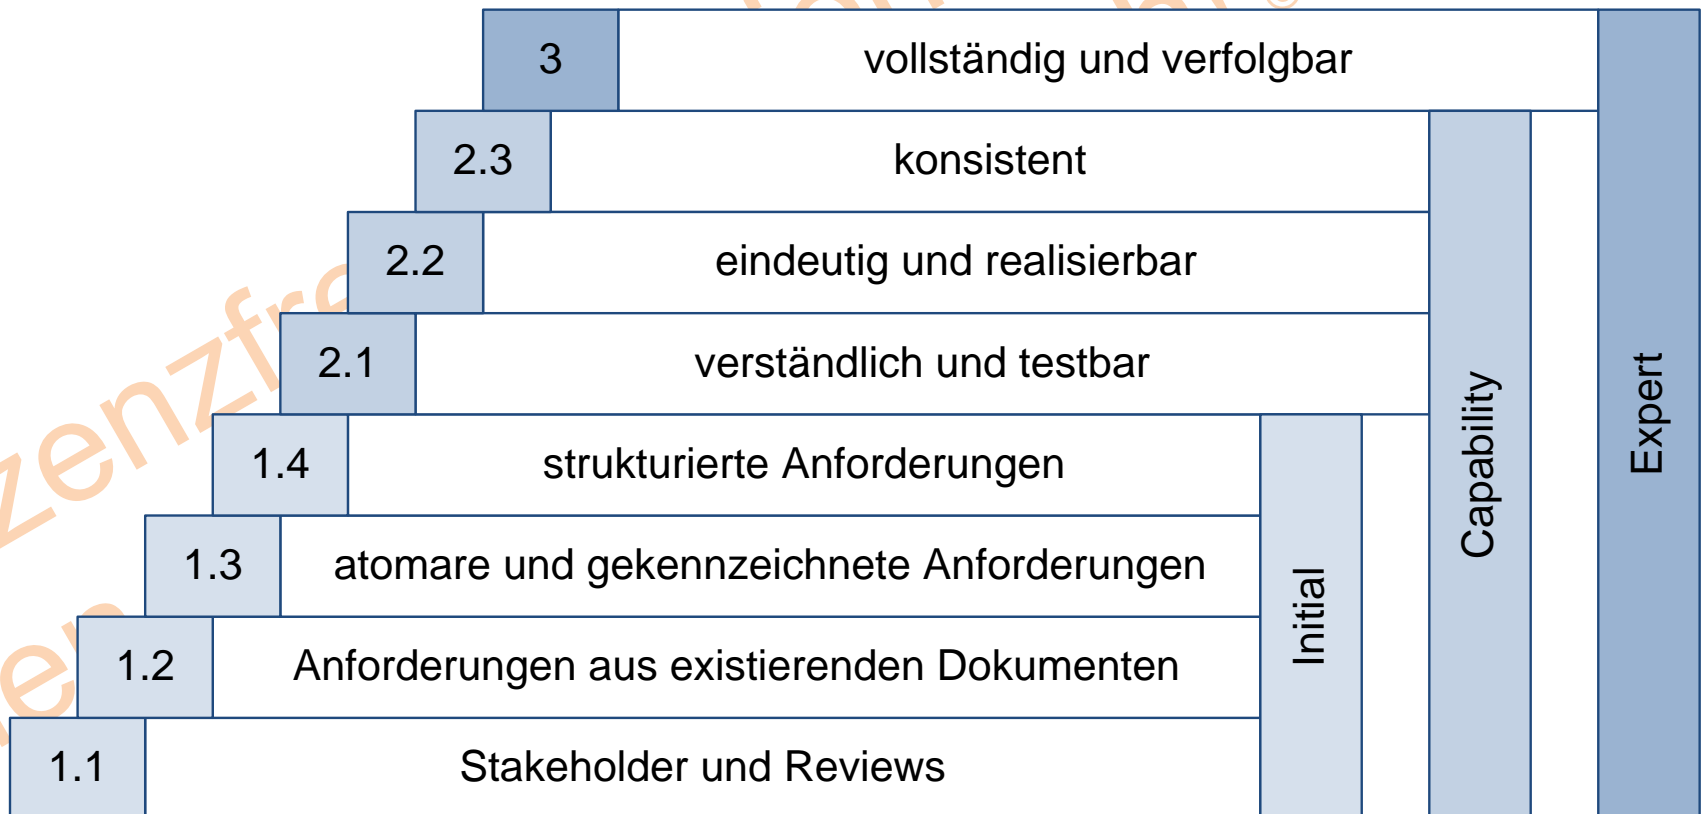 3 vollständig und verfolgbar
2.3 konsistent
2.2 eindeutig und realisierbar
2.1 verständlich und testbar
1.4 strukturierte Anforderungen
1.3 atomare und gekennzeichnete Anforderungen
1.2 Anforderungen aus existierenden Dokumenten
1.1 Stakeholder und Reviews
Initial
Capability
Expert